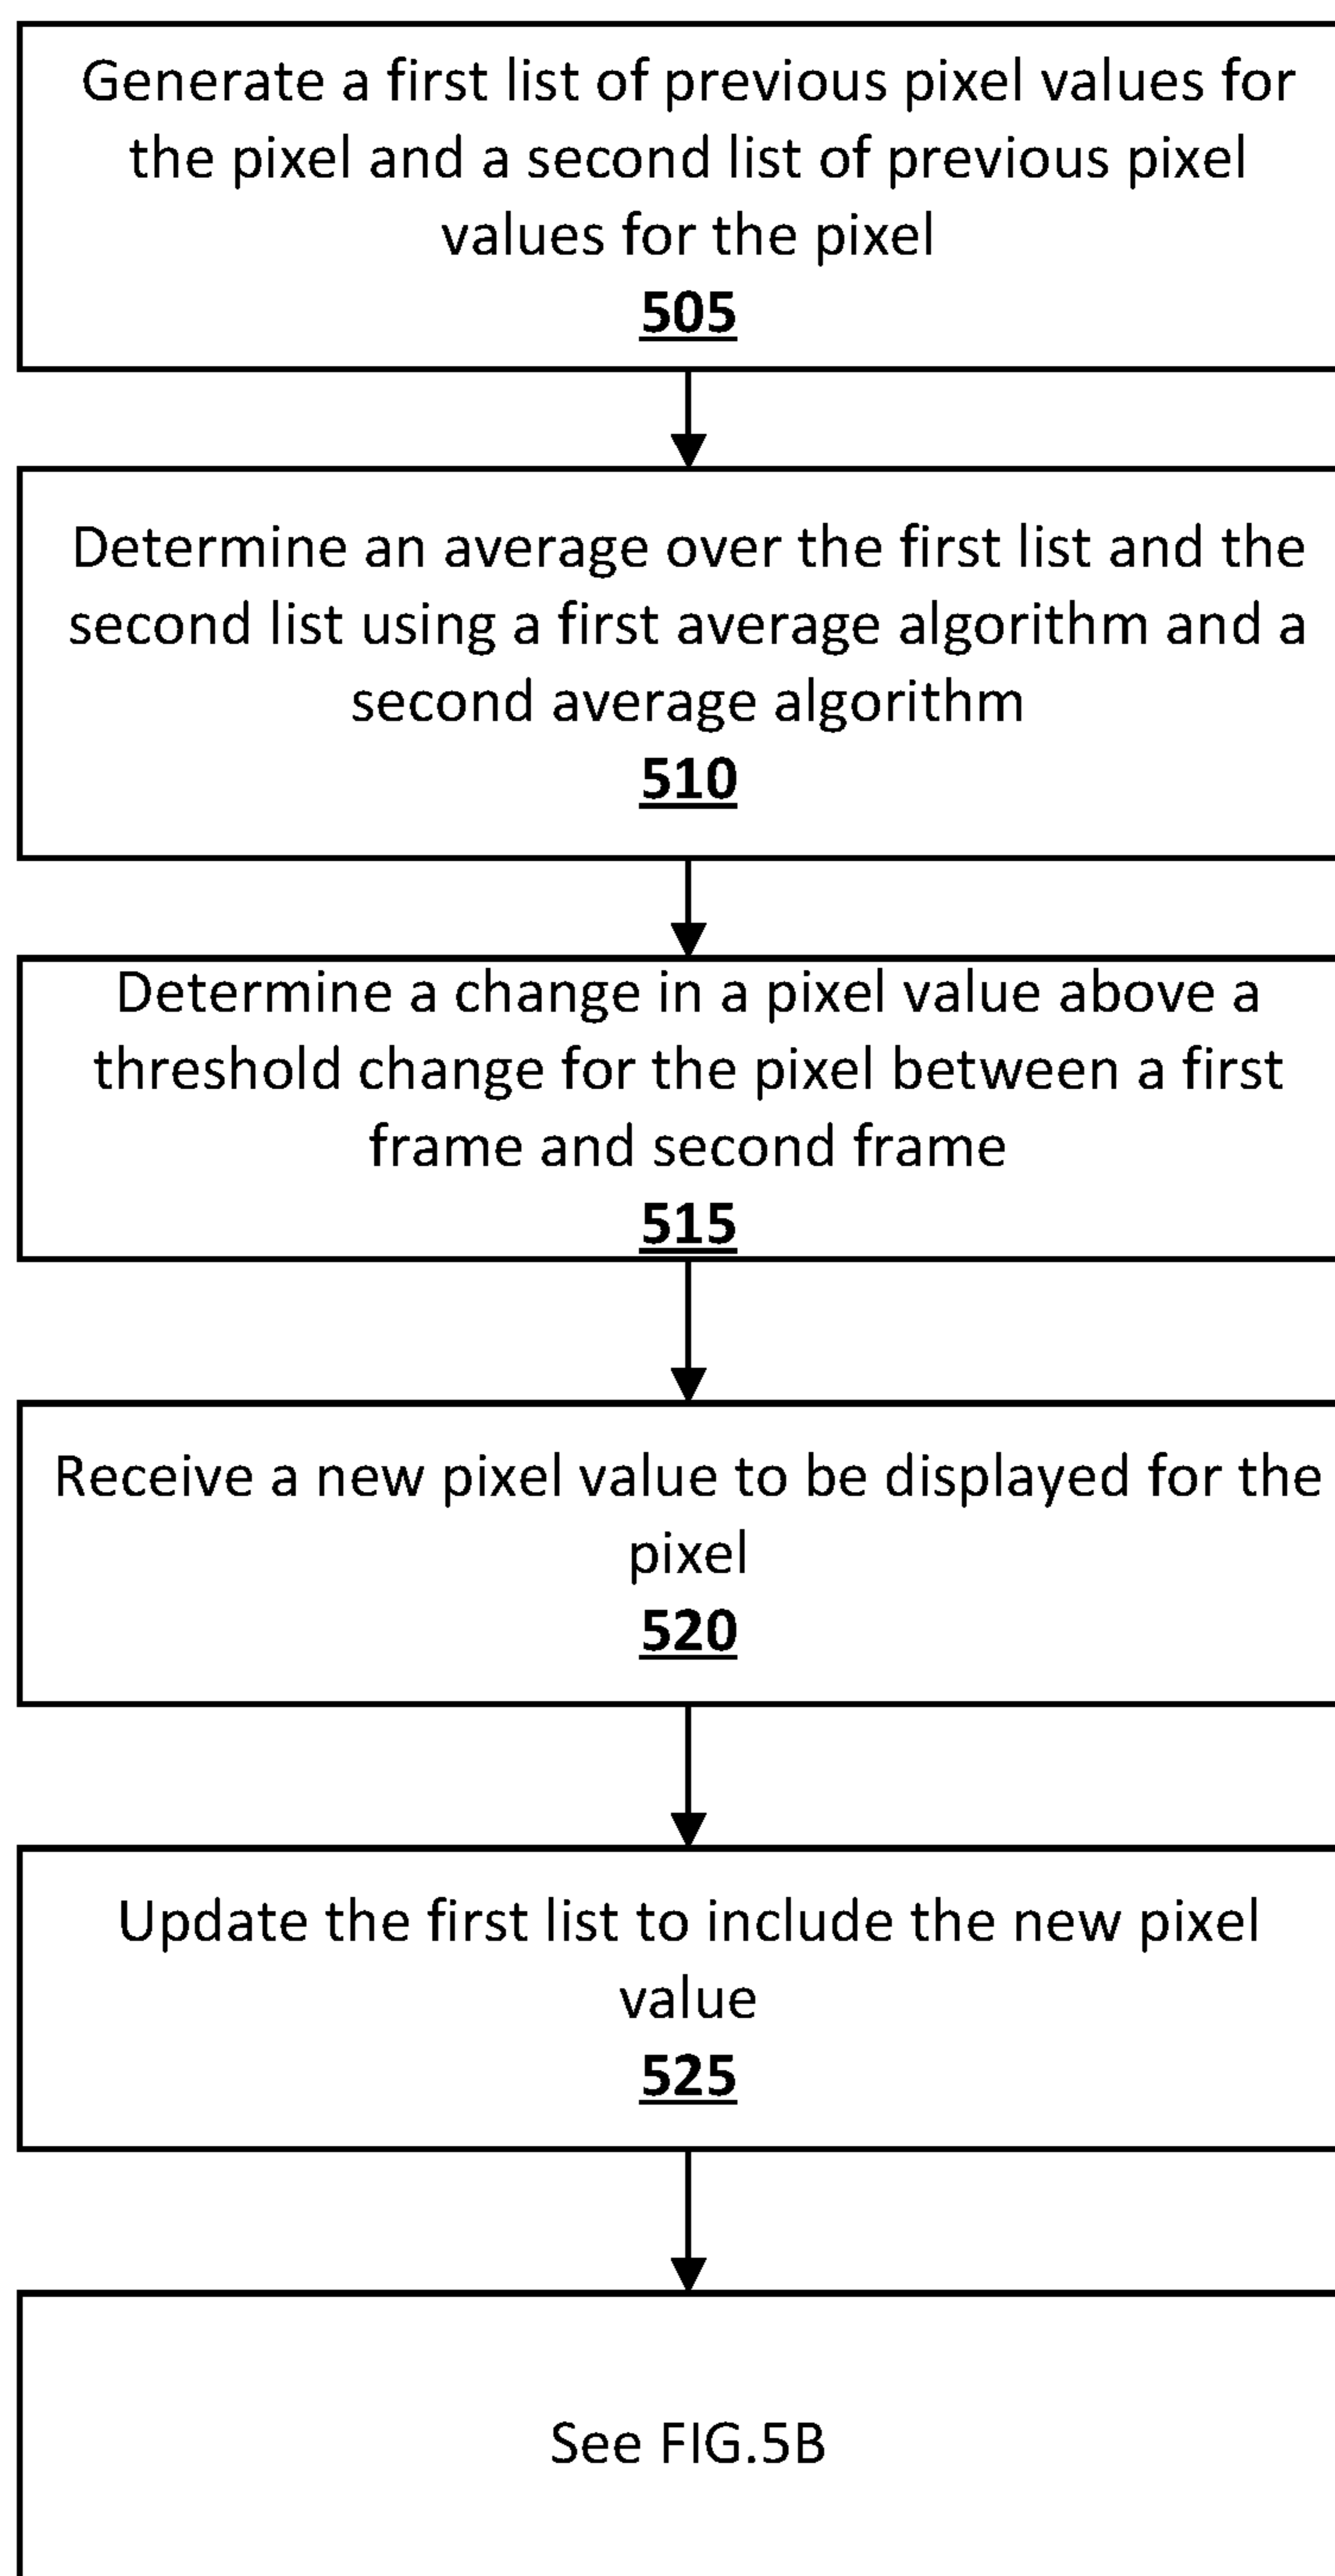 Generate a first list of previous pixel values for
the pixel and a second list of previous pixel
values for the pixel
505
Determine an average over the first list and the
second list using a first average algorithm and a
second average algorithm
510
Determine a change in a pixel value above a
threshold change for the pixel between a first
frame and second frame
515
Receive a new pixel value to be displayed for the
pixel
520
Update the first list to include the new pixel
value
525
See FIG.5B